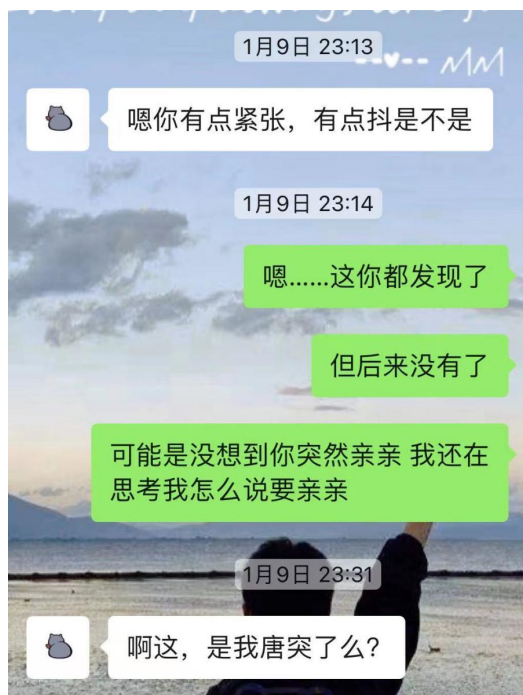 1月9日 23:13
MM
嗯你有点紧张，有点抖是不是
1月9日 23:14
嗯......这你都发现了
但后来没有了
可能是没想到你突然亲亲 我还在
思考我怎么说要亲亲
1月9日 23:31
啊这，是我唐突了么?